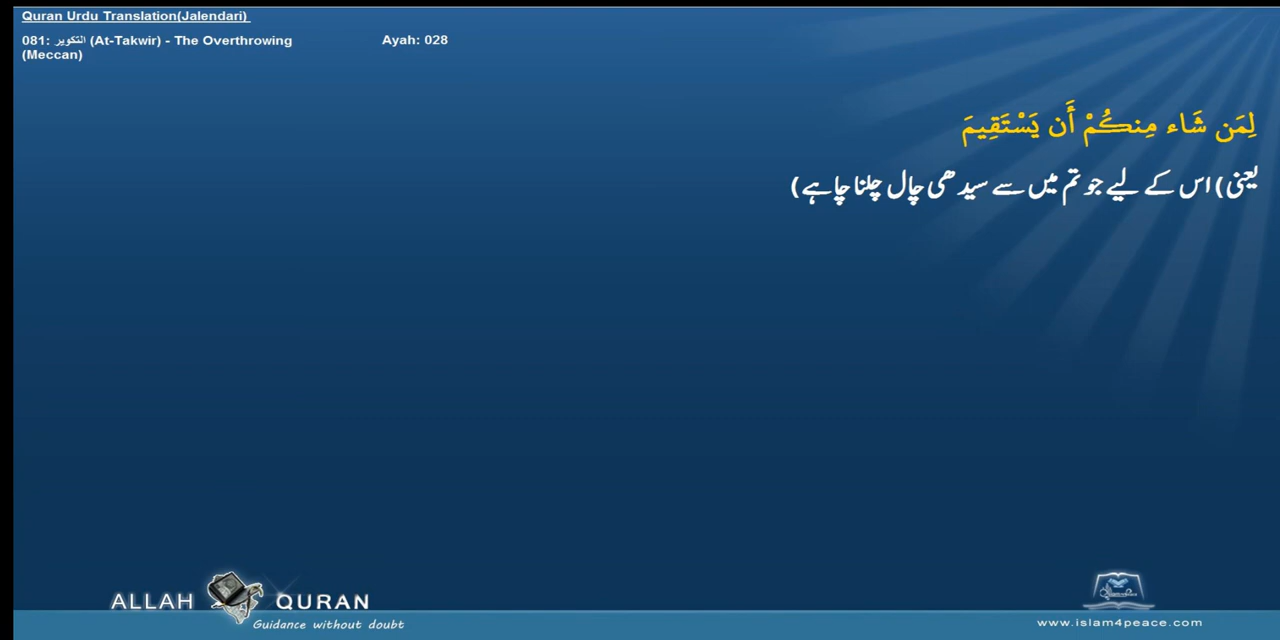 Quran Urdu Translation(Jalendari)
081: التكوير (At-Takwir) - The Overthrowing (Meccan)
Ayah: 028
لِمَن شَاء مِنكُمْ أَن يَسْتَقِيمَ
یعنی) اس کے لیے جو تم میں سے سیدھی چال چلنا چاہے)
ALLAH QURAN
Guidance without doubt
www.islam4peace.com